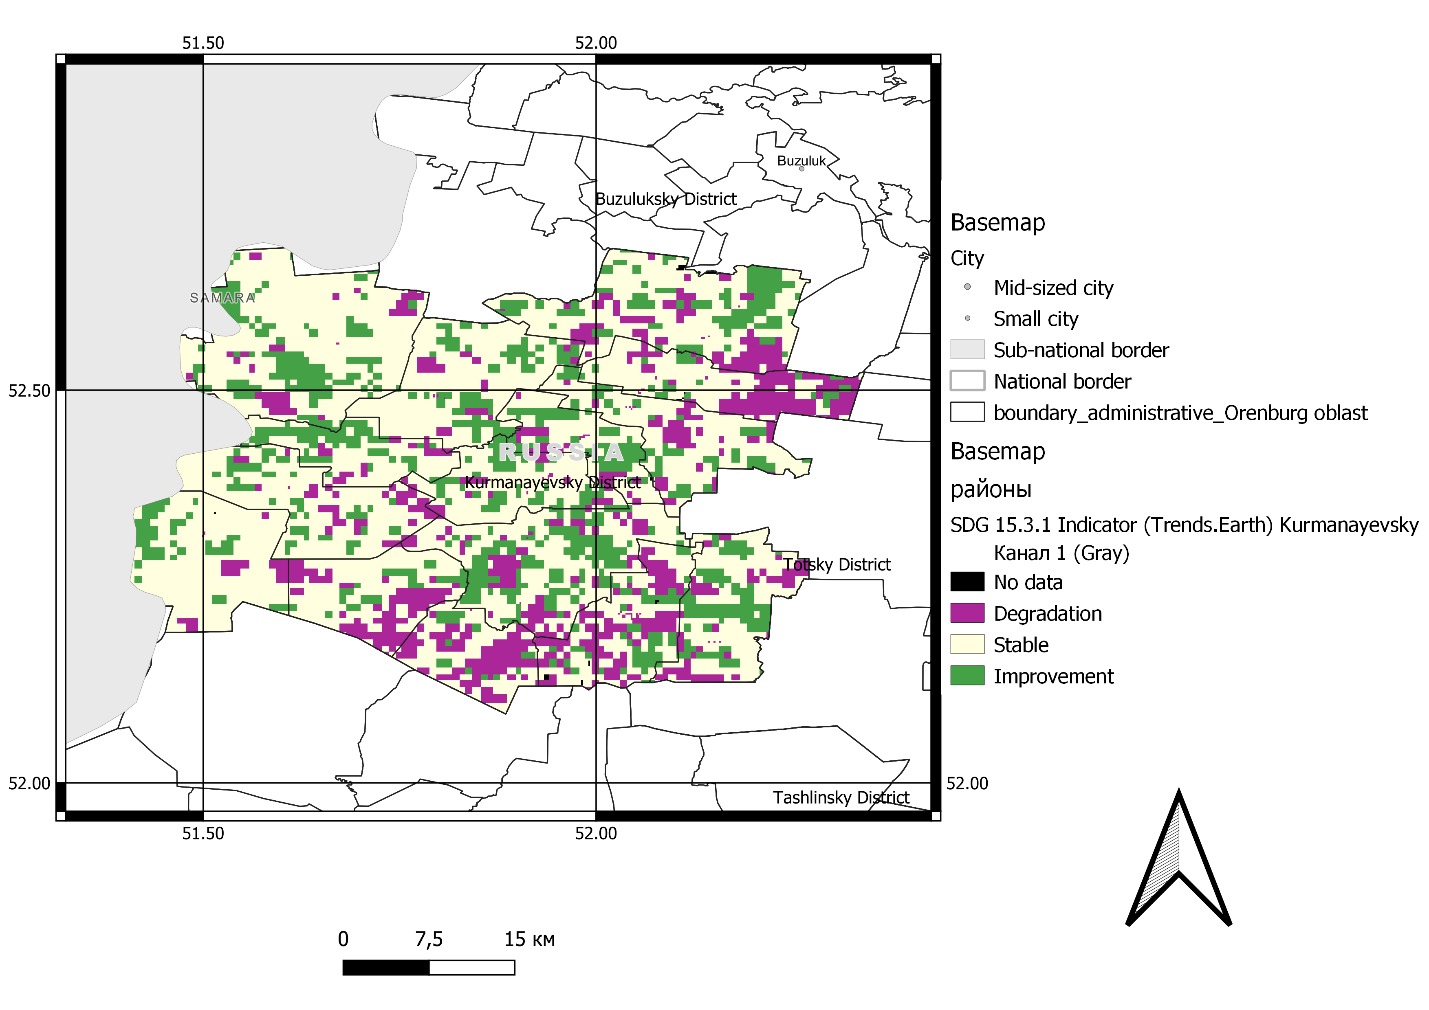 51.50
52.00
Buzuluk
Buzuluksky District
SAMARA
52.50
RUSSIA
Kurmanayevsky District
Totsky District
52.00
52.00
Tashlinsky District
51.50
52.00
Basemap
City
Mid-sized city
Small city
Sub-national border
National border
boundary_administrative_Orenburg oblast
Basemap
районы
SDG 15.3.1 Indicator (Trends.Earth) Kurmanayevsky
Канал 1 (Gray)
No data
Degradation
Stable
Improvement
0 7,5 15 км